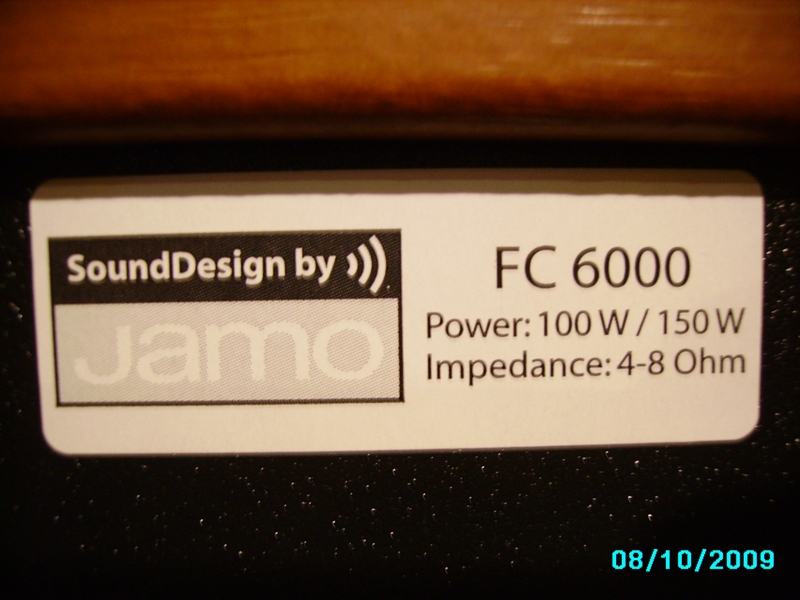 SoundDesign by
Jamo
FC 6000
Power: 100 W / 150 W
Impedance: 4-8 Ohm
08/10/2009